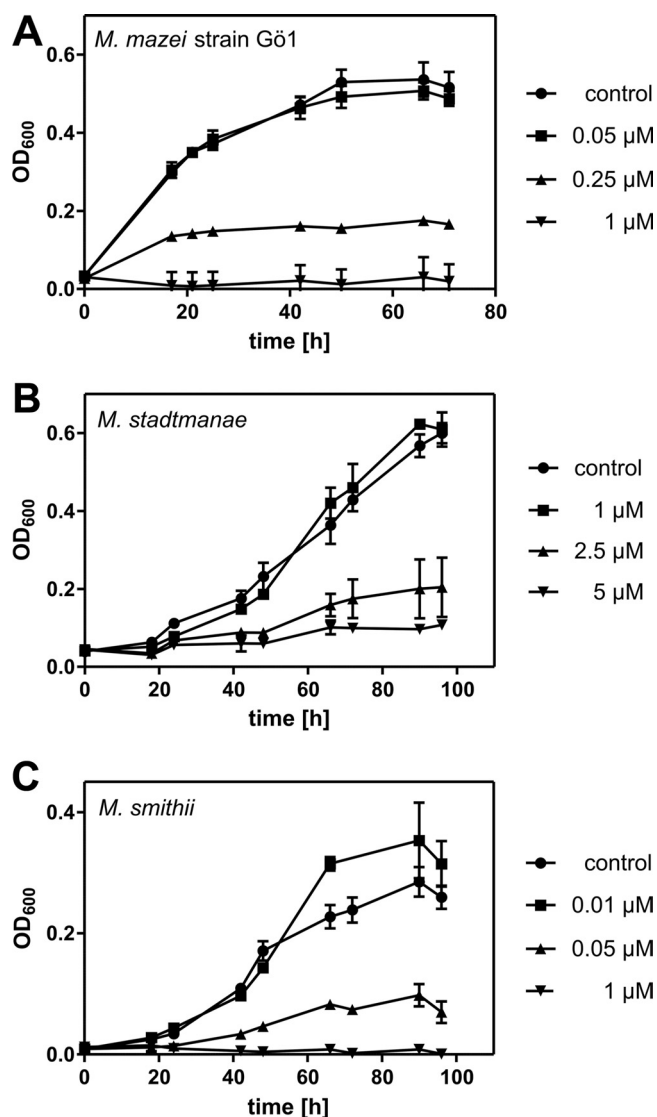 A
M. mazei strain Gö1
0.6
0.4
0.2
0.0
OD600
0 20 40 60 80
time [h]
control
0.05 µM
0.25 µM
1 µM
B
M. stadtmanae
0.6
0.4
0.2
0.0
OD600
0 20 40 60 80 100
time [h]
control
1 µM
2.5 µM
5 µM
C
M. smithii
0.4
0.2
0.0
OD600
0 20 40 60 80 100
time [h]
control
0.01 µM
0.05 µM
1 µM